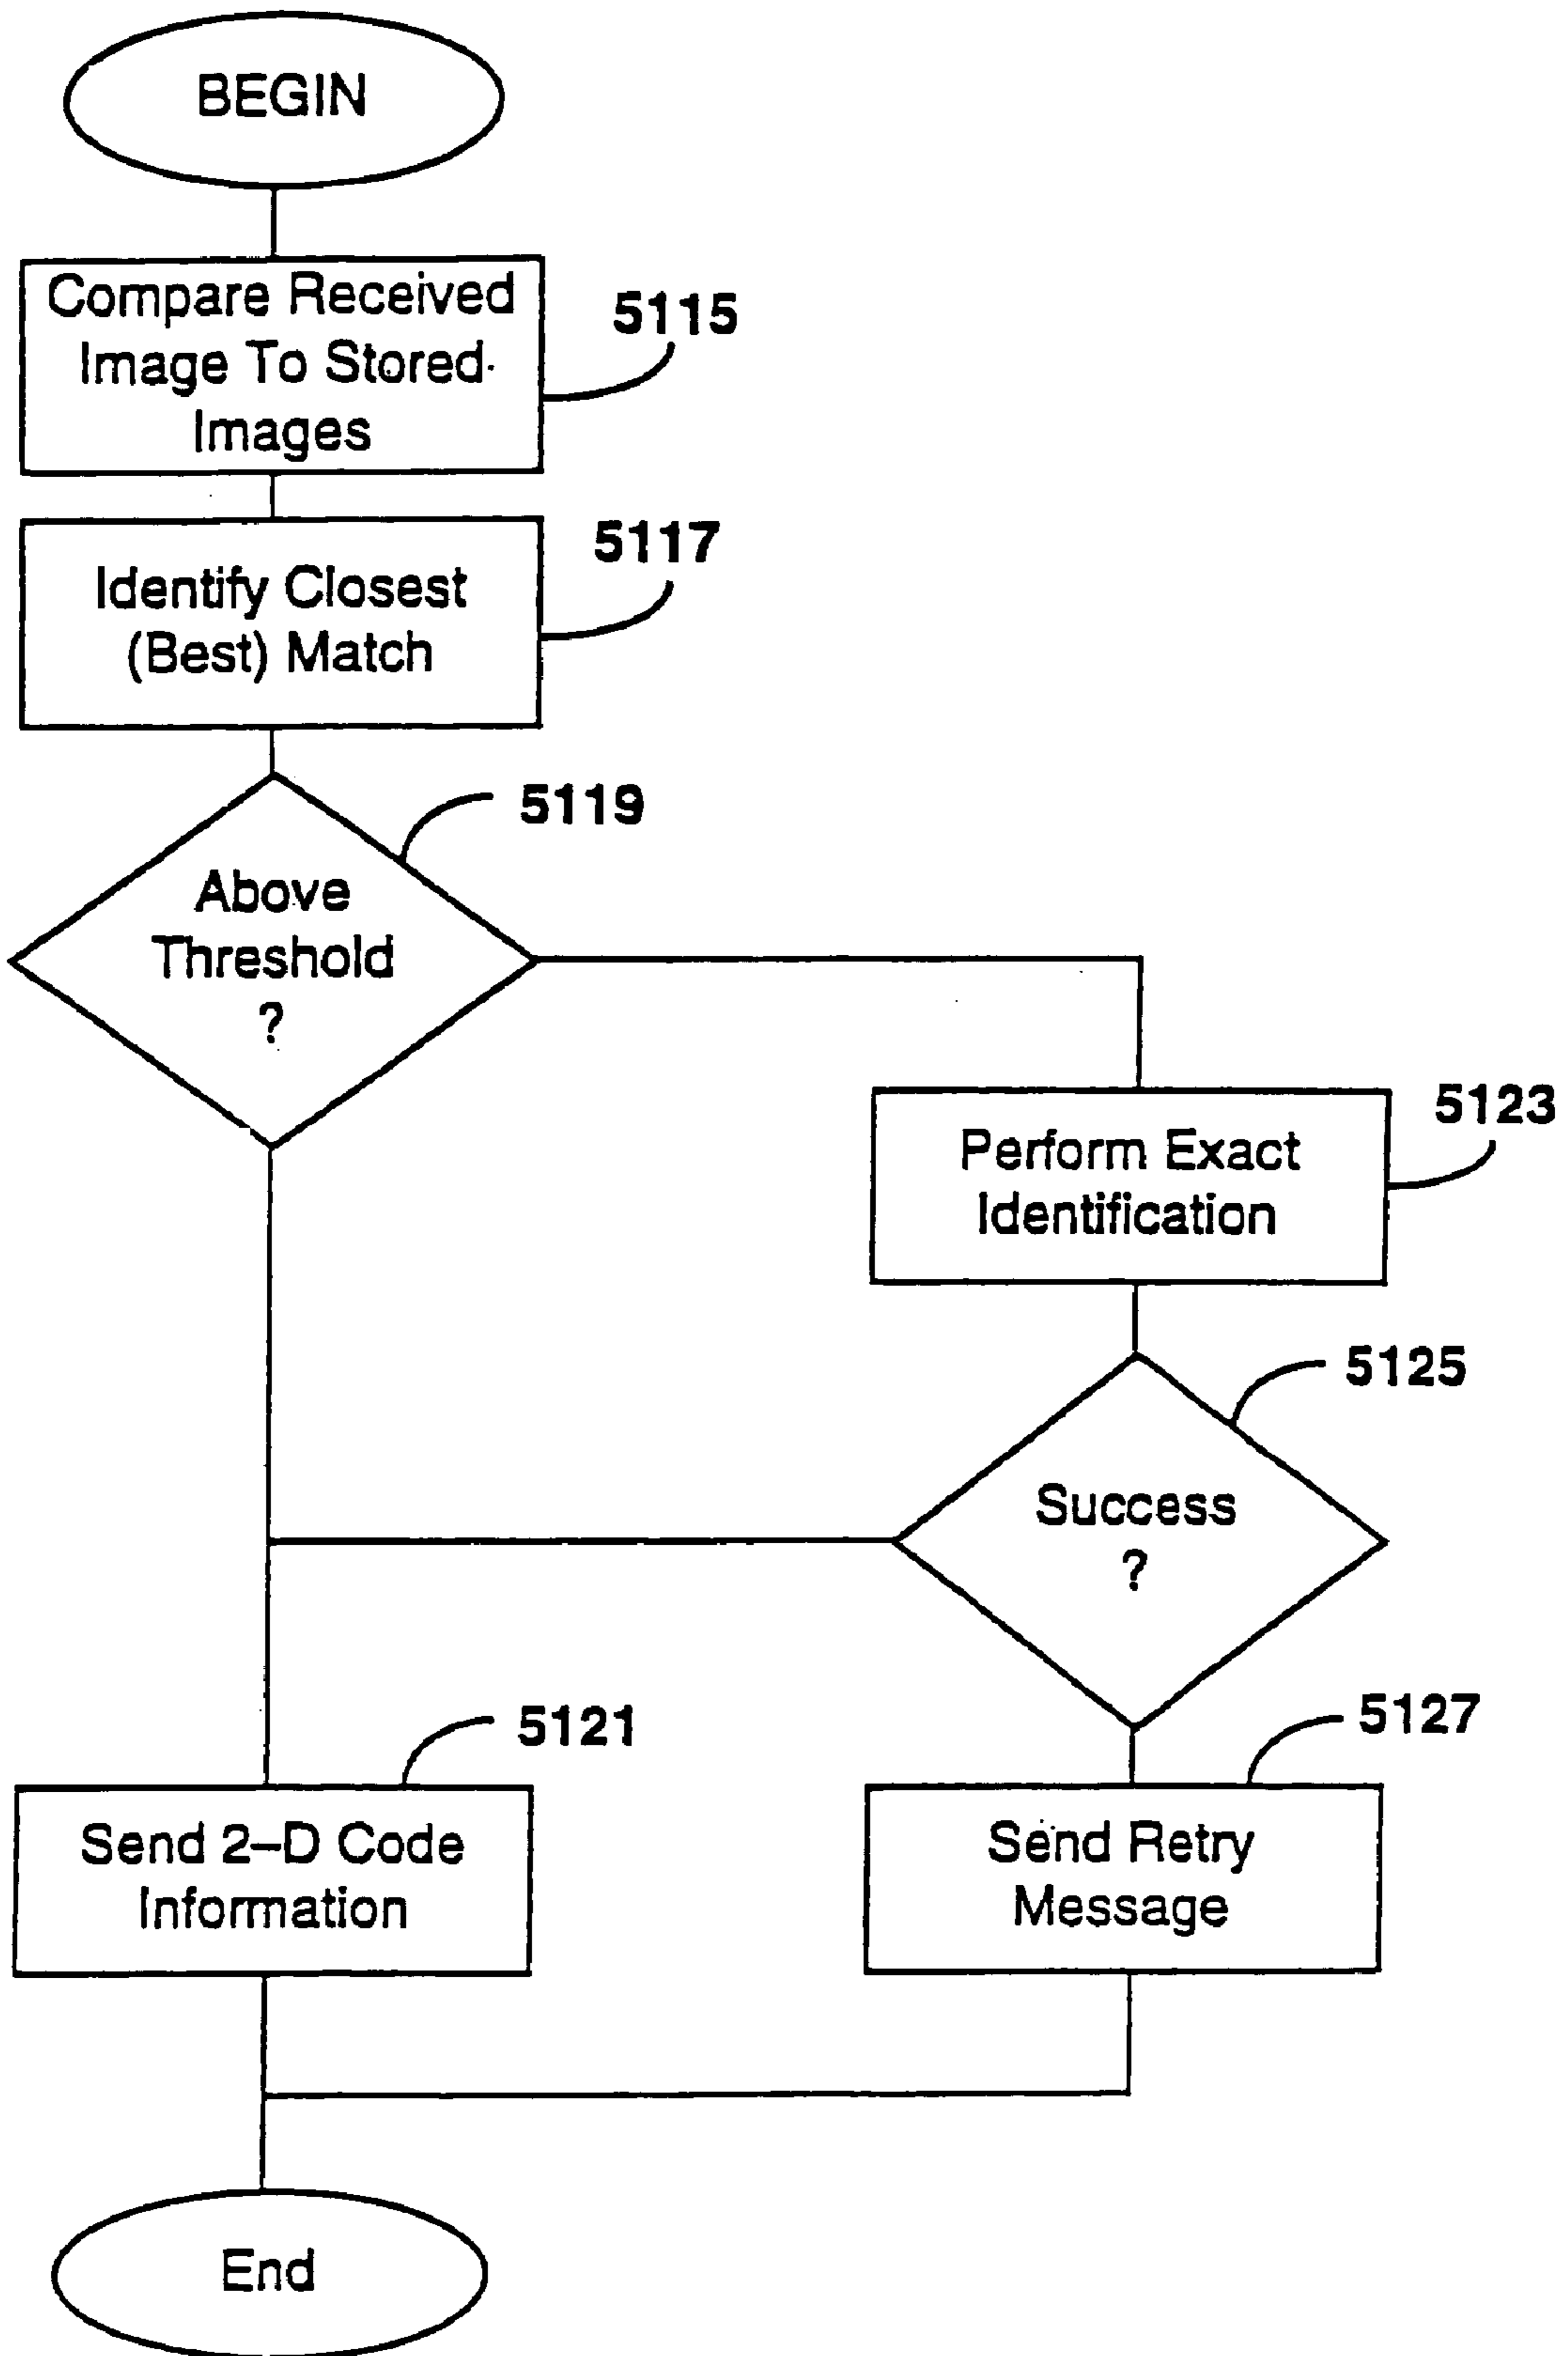 BEGIN
Compare Received
Image To Stored
Images
5115
Identify Closest
(Best) Match
5117
Above
Threshold
?
5119
Perform Exact
Identification
5123
Success
?
5125
Send 2-D Code
Information
5121
Send Retry
Message
5127
End